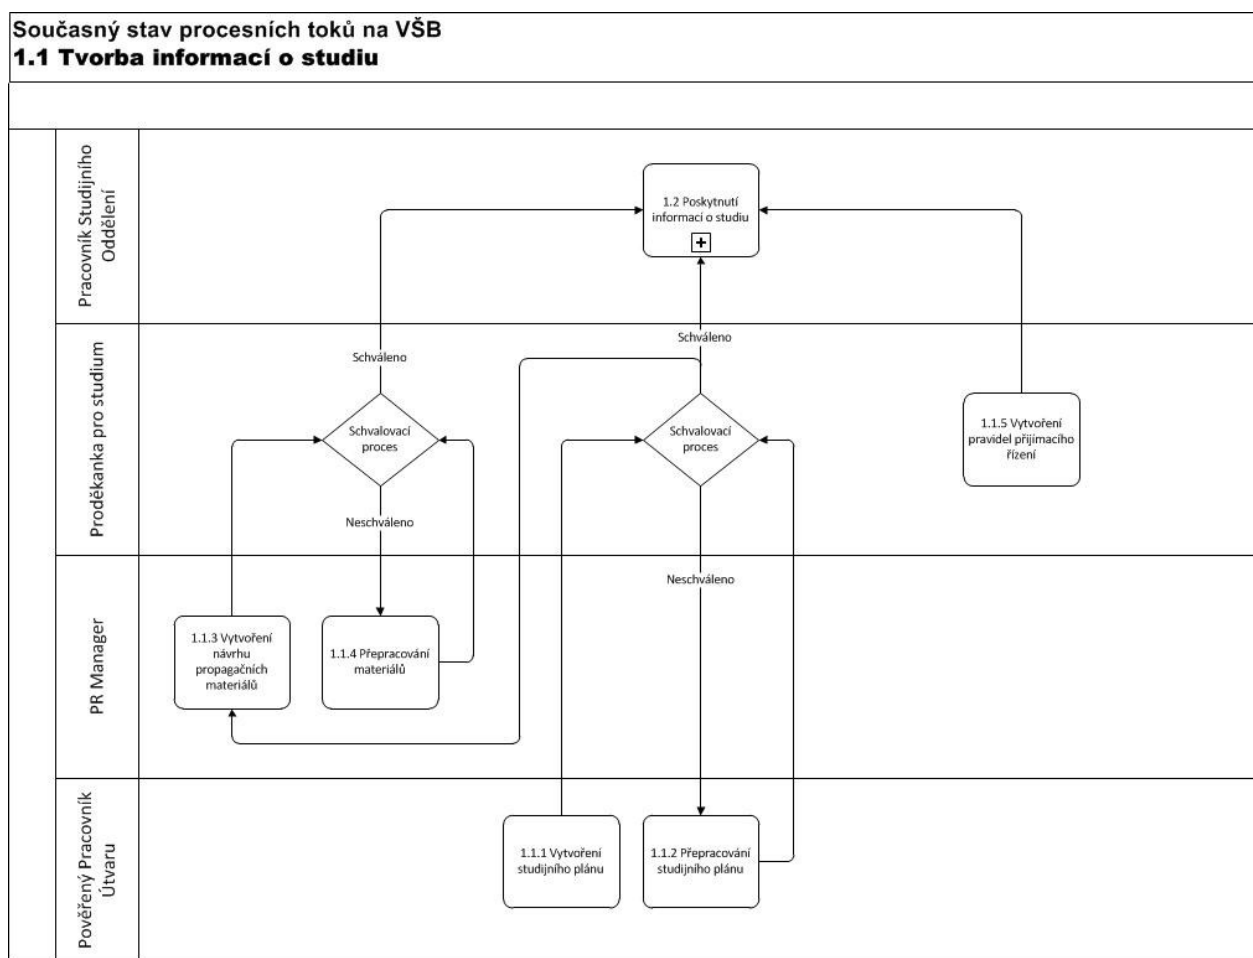 Současný stav procesních toků na VŠB
1.1 Tvorba informací o studiu
Pracovník Studijního
Oddělení
1.2 Poskytnutí
informací o studiu
Proděkanka pro studium
Schváleno
Schváleno
Schvalovací
proces
Schvalovací
proces
1.1.5 Vytvoření
pravidel přijímacího
řízení
Neschváleno
Neschváleno
PR Manager
1.1.3 Vytvoření
návrhu
propagačních
materiálů
1.1.4 Přepracování
materiálů
Pověřený Pracovník
Útvaru
1.1.1 Vytvoření
studijního plánu
1.1.2 Přepracování
studijního plánu